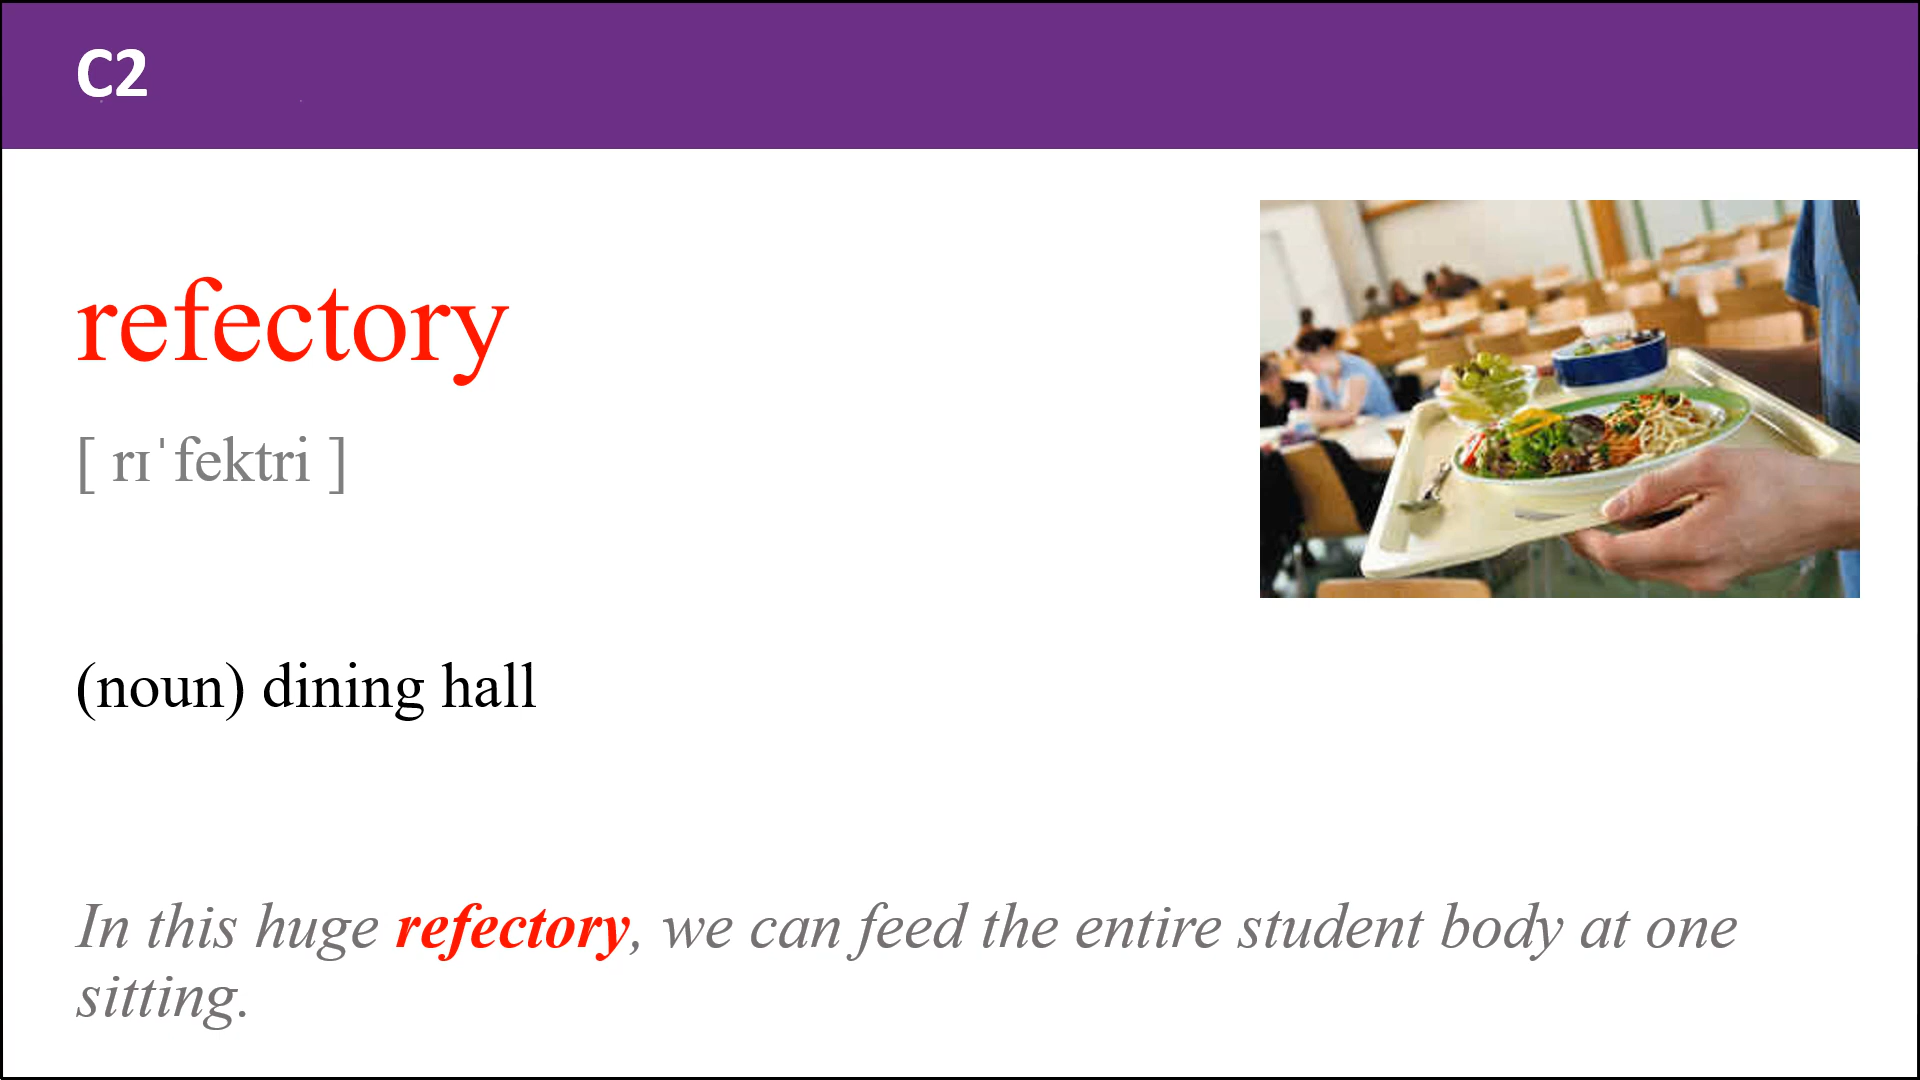 C2
refectory
[ rɪˈfektri ]
(noun) dining hall
In this huge refectory, we can feed the entire student body at one
sitting.